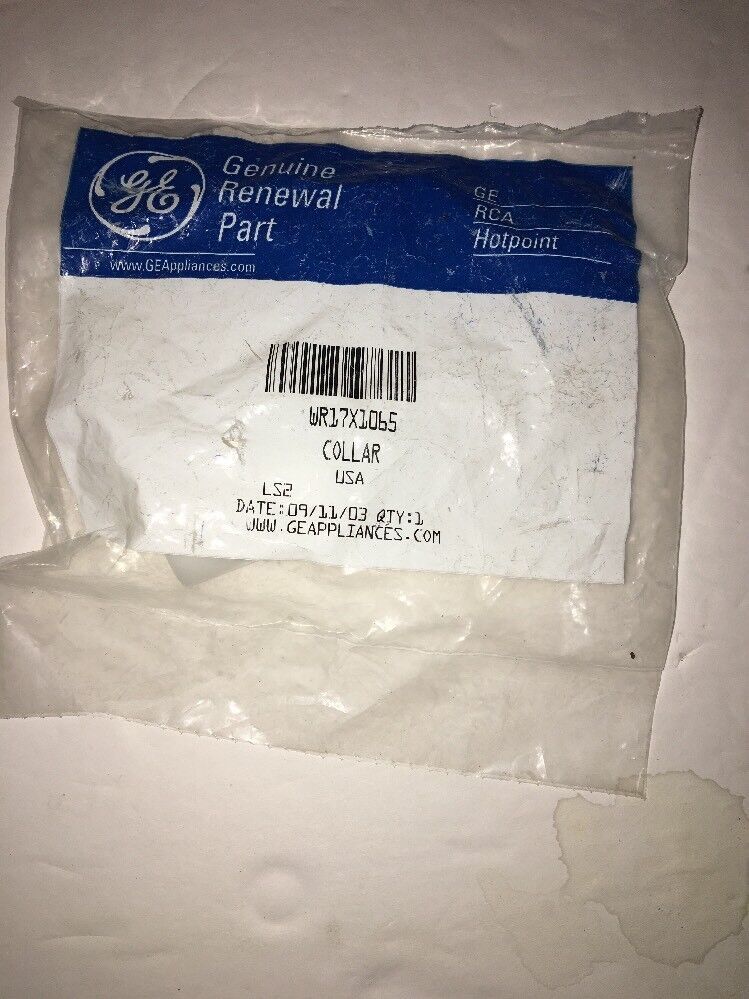 GE
Genuine
Renewal
Part
www.GEAppliances.com
GE
RCA
Hotpoint
WR17X1065
COLLAR
USA
LS2
DATE:09/11/03 QTY:1
WWW.GEAPPLIANCES.COM